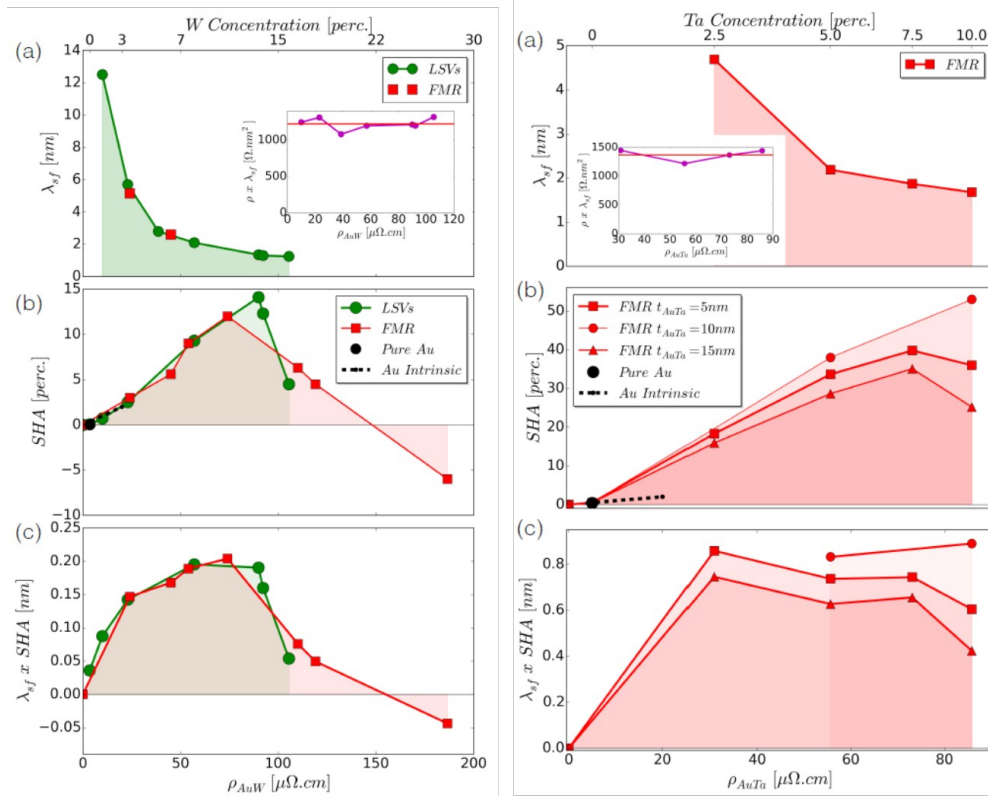 W Concentration [perc.]
0 3 7 15 22 30
(a)
14
12
10
8
6
4
2
0
λsf [nm]
LSVs
FMR
ρ x λsf [Ω.nm²]
1000
500
0
0 20 40 60 80 100 120
ρAuW [μΩ.cm]
(b)
15
10
5
0
−5
−10
SHA [perc.]
LSVs
FMR
Pure Au
Au Intrinsic
(c)
0.25
0.20
0.15
0.10
0.05
0.00
−0.05
λsf x SHA [nm]
0 50 100 150 200
ρAuW [μΩ.cm]
Ta Concentration [perc.]
0 2.5 5.0 7.5 10.0
(a)
5
4
3
2
1
0
λsf [nm]
FMR
ρ x λsf [Ω.nm²]
1500
1000
500
0
30 40 50 60 70 80 90
ρAuTa [μΩ.cm]
(b)
50
40
30
20
10
0
SHA [perc.]
FMR tAuTa=5nm
FMR tAuTa=10nm
FMR tAuTa=15nm
Pure Au
Au Intrinsic
(c)
0.8
0.6
0.4
0.2
0.0
λsf x SHA [nm]
0 20 40 60 80
ρAuTa [μΩ.cm]